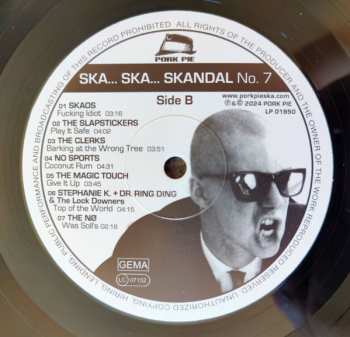 ALL RIGHTS OF THE PRODUCER AND OF THE OWNER OF THE WORK REPRODUCED RESERVED. UNAUTHORIZED COPYING, HIRING, LENDING, PUBLIC PERFORMANCE AND BROADCASTING OF THIS RECORD PROHIBITED
PORK PIE
SKA... SKA... SKANDAL No. 7
Side B
www.porkpieska.com
℗ & © 2024 PORK PIE
LP 01950
01 SKAOS
Fucking Idiot 03:16
02 THE SLAPSTICKERS
Play It Safe 04:02
03 THE CLERKS
Barking at the Wrong Tree 03:51
04 NO SPORTS
Coconut Rum 04:31
05 THE MAGIC TOUCH
Give It Up 03:45
06 STEPHANIE K. + DR. RING DING
& The Lock Downers
Top of the World 04:15
07 THE NØ
Was Soll's 02:18
GEMA
LC 07102